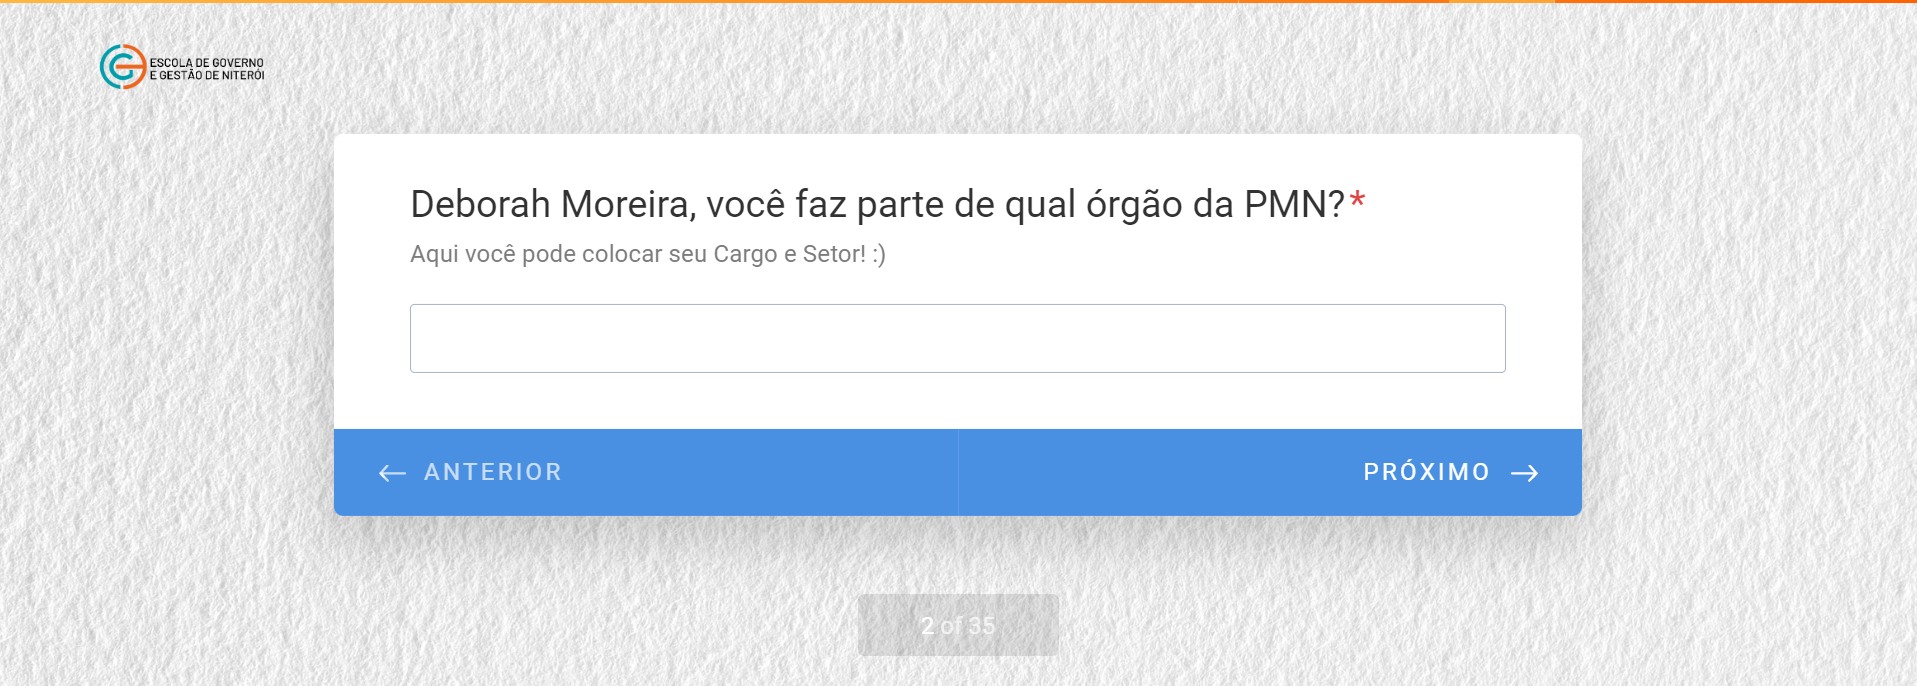 ESCOLA DE GOVERNO
E GESTÃO DE NITERÓI
Deborah Moreira, você faz parte de qual órgão da PMN?*
Aqui você pode colocar seu Cargo e Setor! :)
← ANTERIOR
PRÓXIMO →
2 of 35